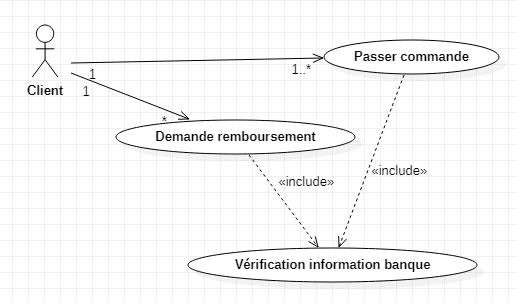 Passer commande
1
1..*
Client
1
*
Demande remboursement
«include»
«include»
Vérification information banque